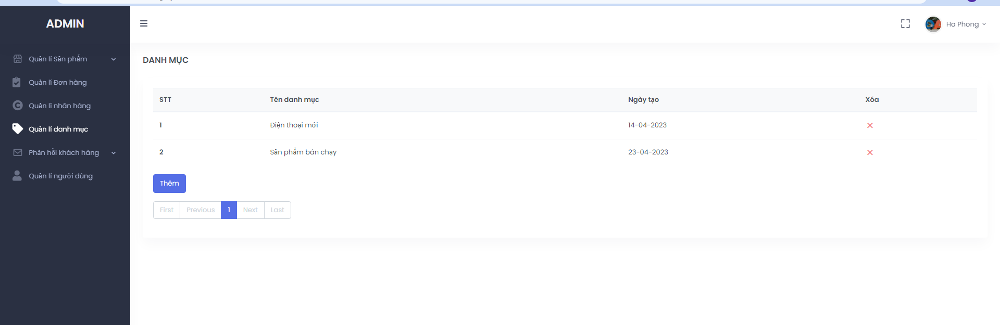 ADMIN
Ha Phong
Quản lí Sản phẩm
Quản lí Đơn hàng
Quản lí nhãn hàng
Quản lí danh mục
Phản hồi khách hàng
Quản lí người dùng
DANH MỤC
STT Tên danh mục Ngày tạo Xóa
1 Điện thoại mới 14-04-2023
2 Sản phẩm bán chạy 23-04-2023
Thêm
First Previous 1 Next Last